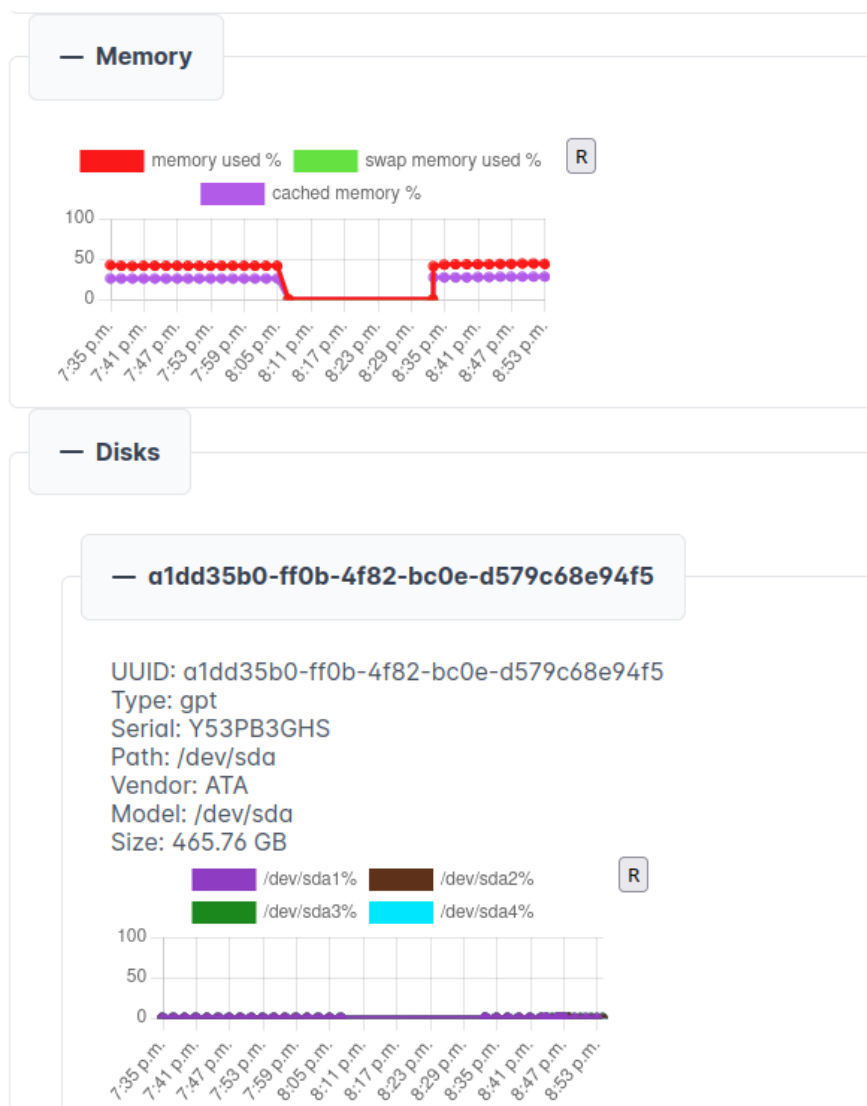 — Memory
memory used % swap memory used % R
cached memory %
100
50
0
7:35 p.m. 7:41 p.m. 7:47 p.m. 7:53 p.m. 7:59 p.m. 8:05 p.m. 8:11 p.m. 8:17 p.m. 8:23 p.m. 8:29 p.m. 8:35 p.m. 8:41 p.m. 8:47 p.m. 8:53 p.m.
— Disks
— a1dd35b0-ff0b-4f82-bc0e-d579c68e94f5
UUID: a1dd35b0-ff0b-4f82-bc0e-d579c68e94f5
Type: gpt
Serial: Y53PB3GHS
Path: /dev/sda
Vendor: ATA
Model: /dev/sda
Size: 465.76 GB
/dev/sda1% /dev/sda2% R
/dev/sda3% /dev/sda4%
100
50
0
7:35 p.m. 7:41 p.m. 7:47 p.m. 7:53 p.m. 7:59 p.m. 8:05 p.m. 8:11 p.m. 8:17 p.m. 8:23 p.m. 8:29 p.m. 8:35 p.m. 8:41 p.m. 8:47 p.m. 8:53 p.m.